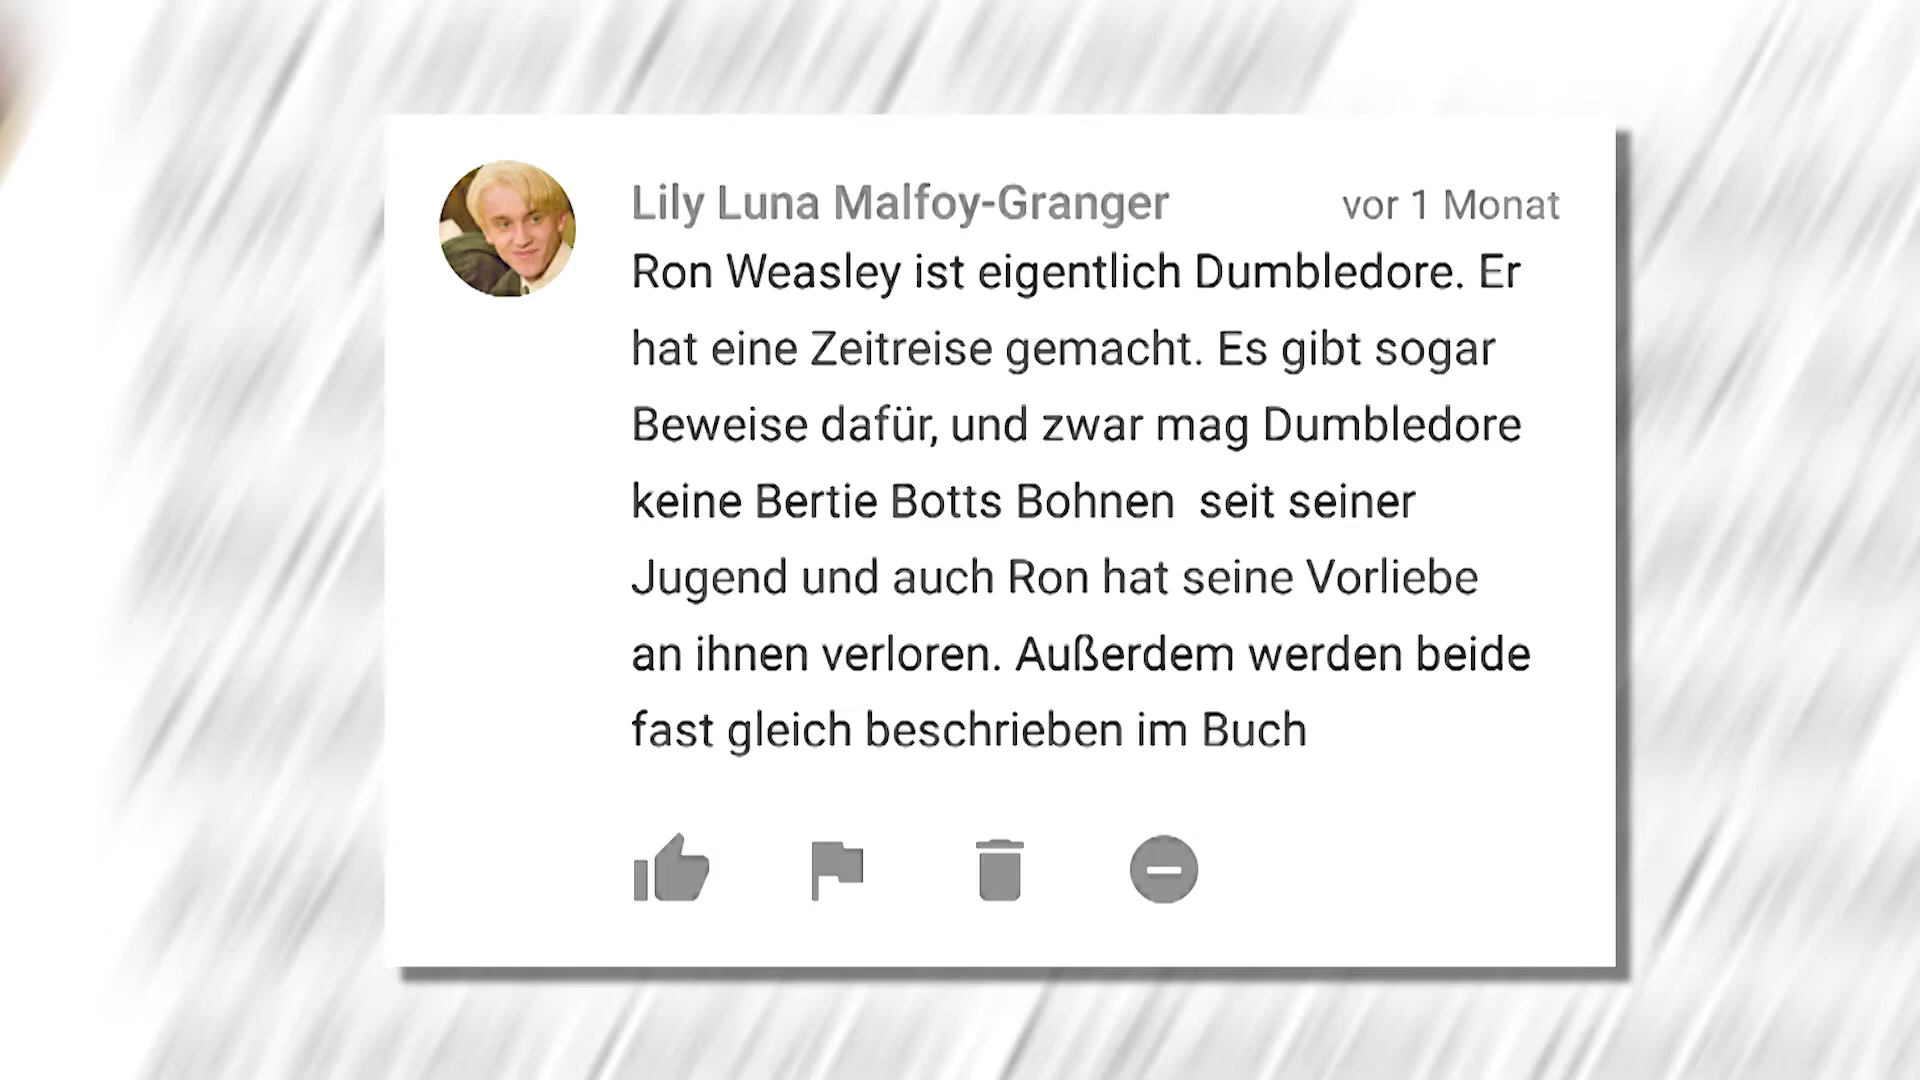 Lily Luna Malfoy-Granger vor 1 Monat
Ron Weasley ist eigentlich Dumbledore. Er
hat eine Zeitreise gemacht. Es gibt sogar
Beweise dafür, und zwar mag Dumbledore
keine Bertie Botts Bohnen  seit seiner
Jugend und auch Ron hat seine Vorliebe
an ihnen verloren. Außerdem werden beide
fast gleich beschrieben im Buch